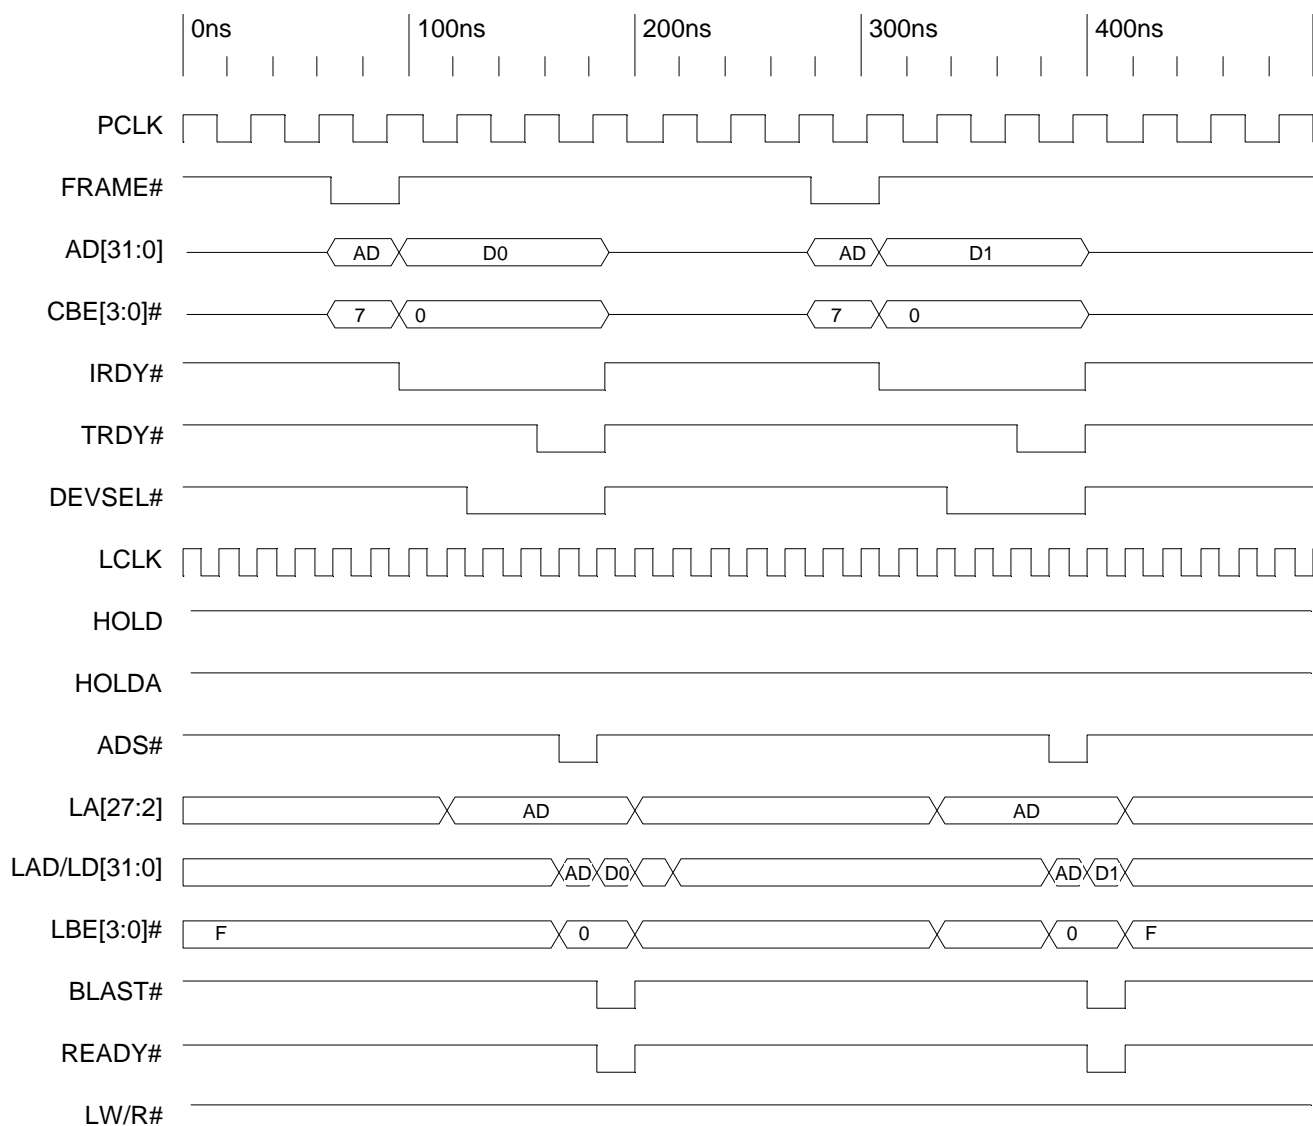 0ns 100ns 200ns 300ns 400ns
PCLK
FRAME#
AD[31:0] AD D0 AD D1
CBE[3:0]# 7 0 7 0
IRDY#
TRDY#
DEVSEL#
LCLK
HOLD
HOLDA
ADS#
LA[27:2] AD AD
LAD/LD[31:0] AD D0 AD D1
LBE[3:0]# F 0 0 F
BLAST#
READY#
LW/R#